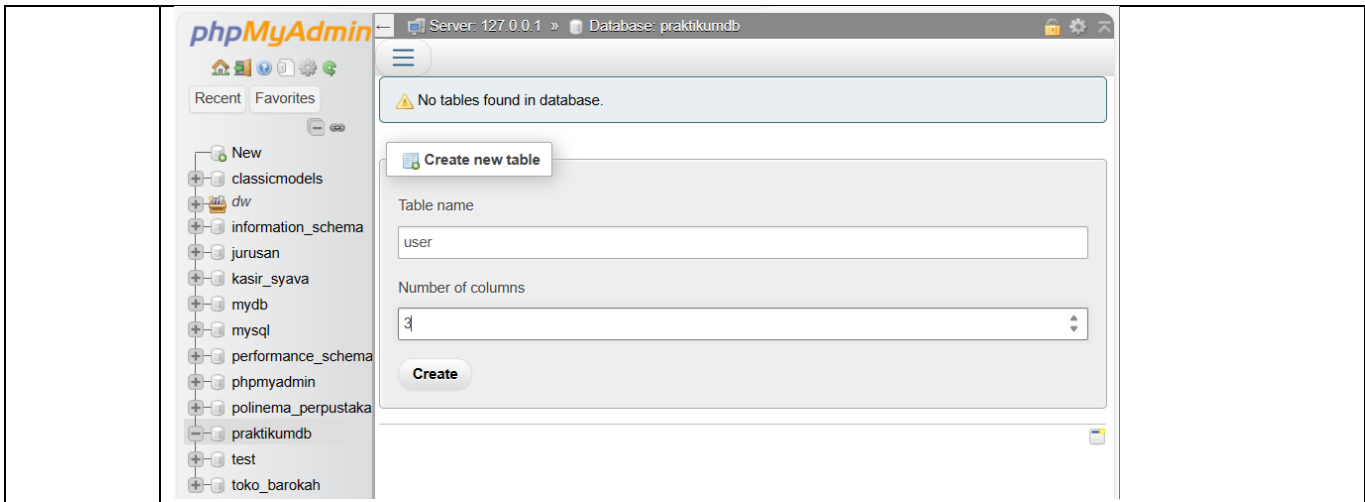 phpMyAdmin
Recent Favorites
New
classicmodels
dw
information_schema
jurusan
kasir_syava
mydb
mysql
performance_schema
phpmyadmin
polinema_perpustaka
praktikumdb
test
toko_barokah
Server: 127.0.0.1 » Database: praktikumdb
No tables found in database.
Create new table
Table name
user
Number of columns
3
Create